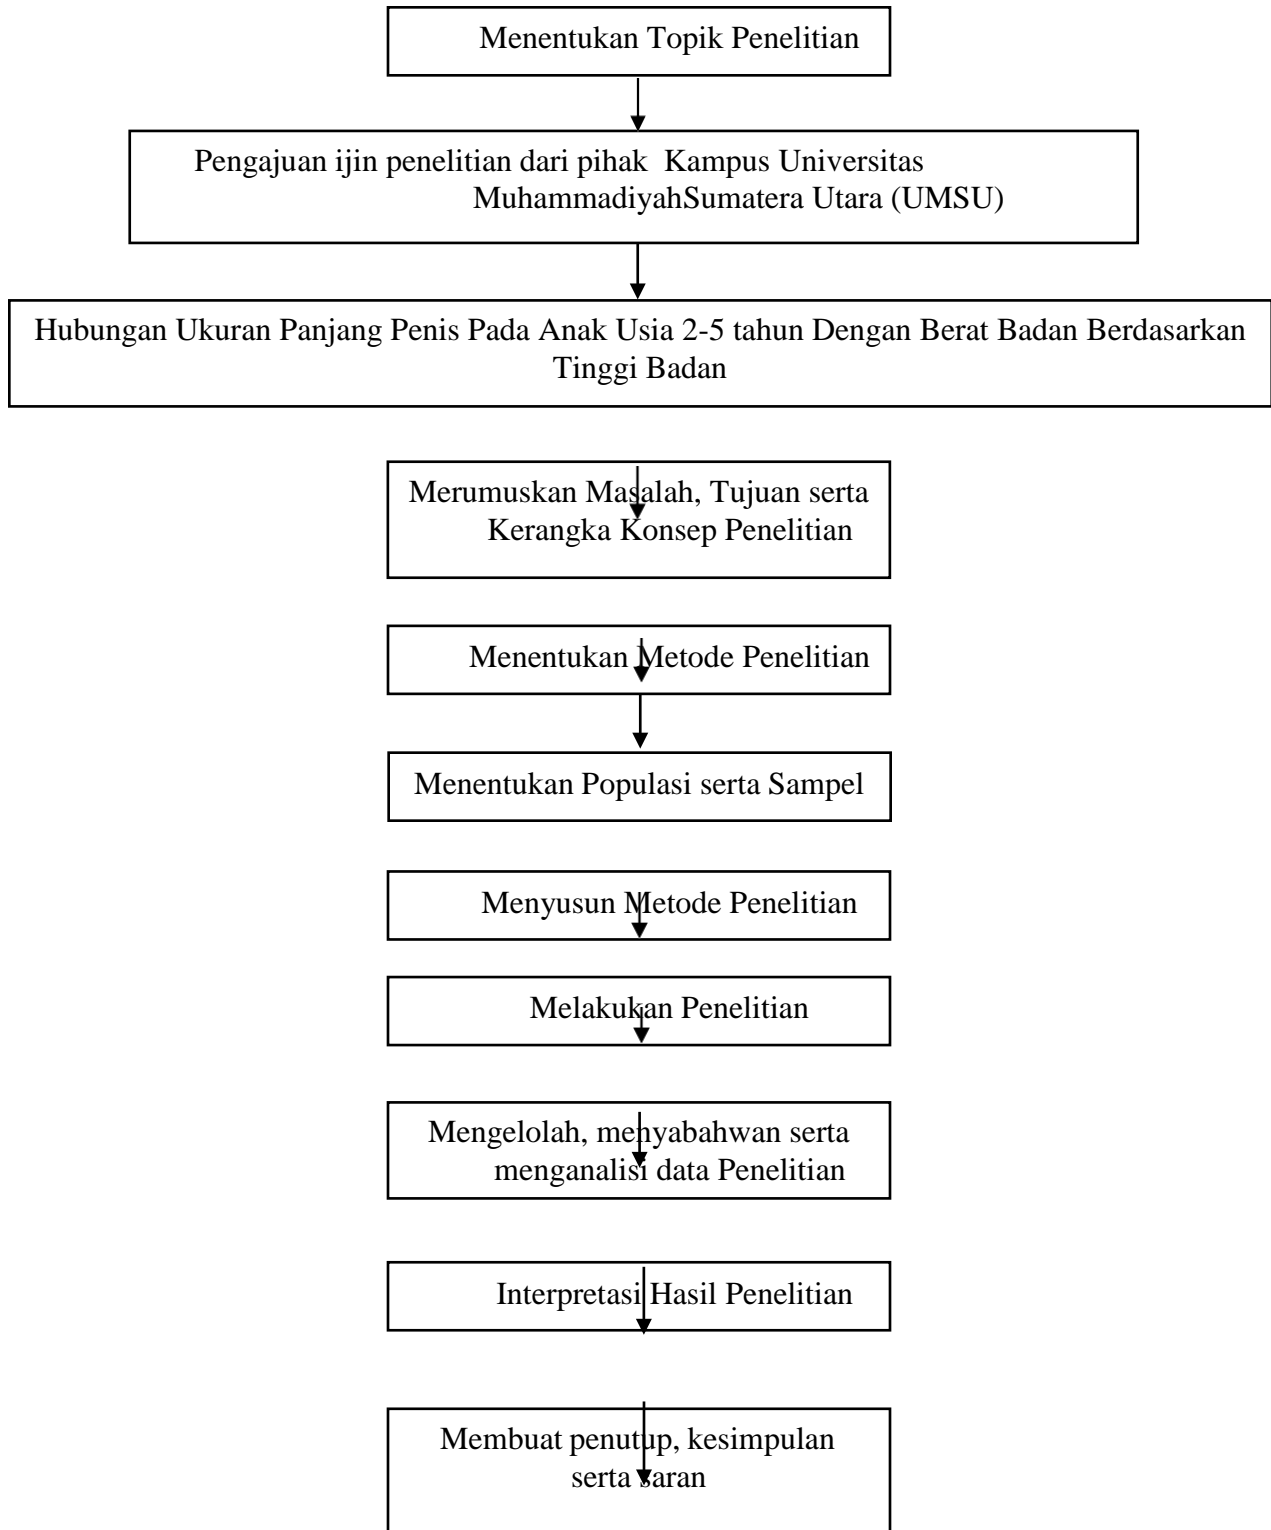 Menentukan Topik Penelitian
Pengajuan ijin penelitian dari pihak Kampus Universitas
MuhammadiyahSumatera Utara (UMSU)
Hubungan Ukuran Panjang Penis Pada Anak Usia 2-5 tahun Dengan Berat Badan Berdasarkan
Tinggi Badan
Merumuskan Masalah, Tujuan serta
Kerangka Konsep Penelitian
Menentukan Metode Penelitian
Menentukan Populasi serta Sampel
Menyusun Metode Penelitian
Melakukan Penelitian
Mengelolah, menyabahwan serta
menganalisi data Penelitian
Interpretasi Hasil Penelitian
Membuat penutup, kesimpulan
serta saran